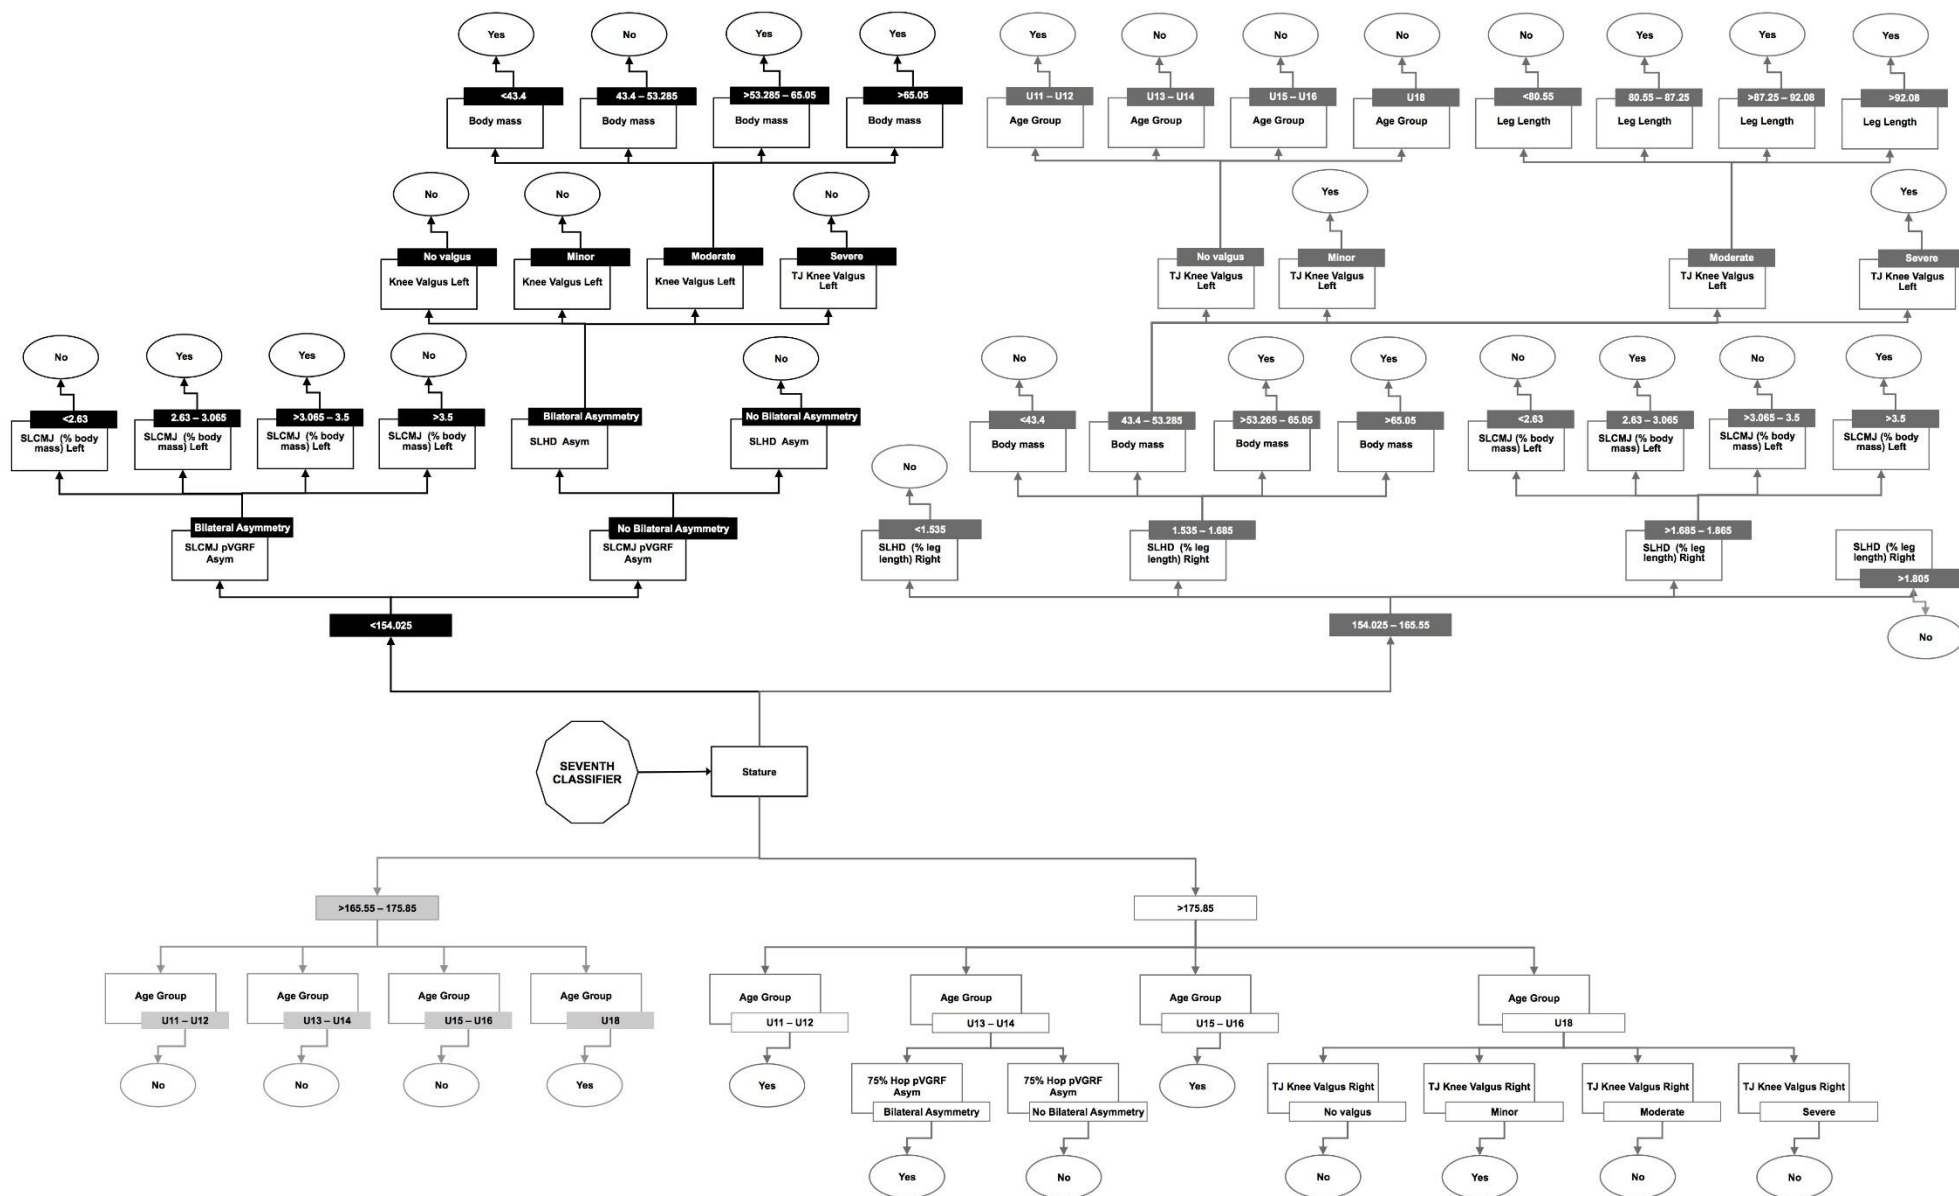 Yes
No
Yes
Yes
Yes
No
No
No
No
Yes
Yes
Yes
<43.4
43.4 – 53.285
>53.285 – 65.05
>65.05
U11 – U12
U13 – U14
U15 – U16
U18
<80.55
80.55 – 87.25
>87.25 – 92.08
>92.08
Body mass
Body mass
Body mass
Body mass
Age Group
Age Group
Age Group
Age Group
Leg Length
Leg Length
Leg Length
Leg Length
No
No
No
Yes
Yes
No valgus
Minor
Moderate
Severe
No valgus
Minor
Moderate
Severe
Knee Valgus Left
Knee Valgus Left
Knee Valgus Left
TJ Knee Valgus
Left
TJ Knee Valgus
Left
TJ Knee Valgus
Left
TJ Knee Valgus
Left
TJ Knee Valgus
Left
No
Yes
Yes
No
No
No
Yes
Yes
No
Yes
No
Yes
<2.63
2.63 – 3.065
>3.065 – 3.5
>3.5
Bilateral Asymmetry
No Bilateral Asymmetry
<43.4
43.4 – 53.285
>53.265 – 65.05
>65.05
<2.63
2.63 – 3.065
>3.065 – 3.5
>3.5
SLCMJ (% body
mass) Left
SLCMJ (% body
mass) Left
SLCMJ (% body
mass) Left
SLCMJ (% body
mass) Left
SLHD Asym
SLHD Asym
Body mass
Body mass
Body mass
Body mass
SLCMJ (% body
mass) Left
SLCMJ (% body
mass) Left
SLCMJ (% body
mass) Left
SLCMJ (% body
mass) Left
No
Bilateral Asymmetry
No Bilateral Asymmetry
<1.535
1.535 – 1.685
>1.685 – 1.865
SLCMJ pVGRF
Asym
SLCMJ pVGRF
Asym
SLHD (% leg
length) Right
SLHD (% leg
length) Right
SLHD (% leg
length) Right
SLHD (% leg
length) Right
>1.805
No
<154.025
154.025 – 165.55
SEVENTH
CLASSIFIER
Stature
>165.55 – 175.85
>175.85
Age Group
Age Group
Age Group
Age Group
Age Group
Age Group
Age Group
Age Group
U11 – U12
U13 – U14
U15 – U16
U18
U11 – U12
U13 – U14
U15 – U16
U18
No
No
No
Yes
Yes
75% Hop pVGRF
Asym
75% Hop pVGRF
Asym
Yes
TJ Knee Valgus Right
TJ Knee Valgus Right
TJ Knee Valgus Right
TJ Knee Valgus Right
Bilateral Asymmetry
No Bilateral Asymmetry
No valgus
Minor
Moderate
Severe
Yes
No
No
Yes
No
No